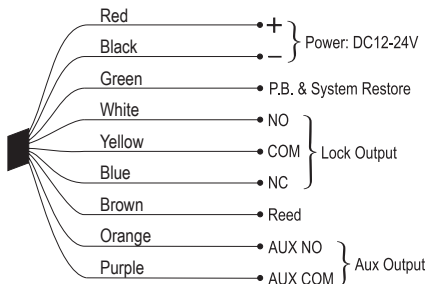 Red + Power: DC12-24V
Black −
Green P.B. & System Restore
White NO
Yellow COM Lock Output
Blue NC
Brown Reed
Orange AUX NO
Purple AUX COM Aux Output